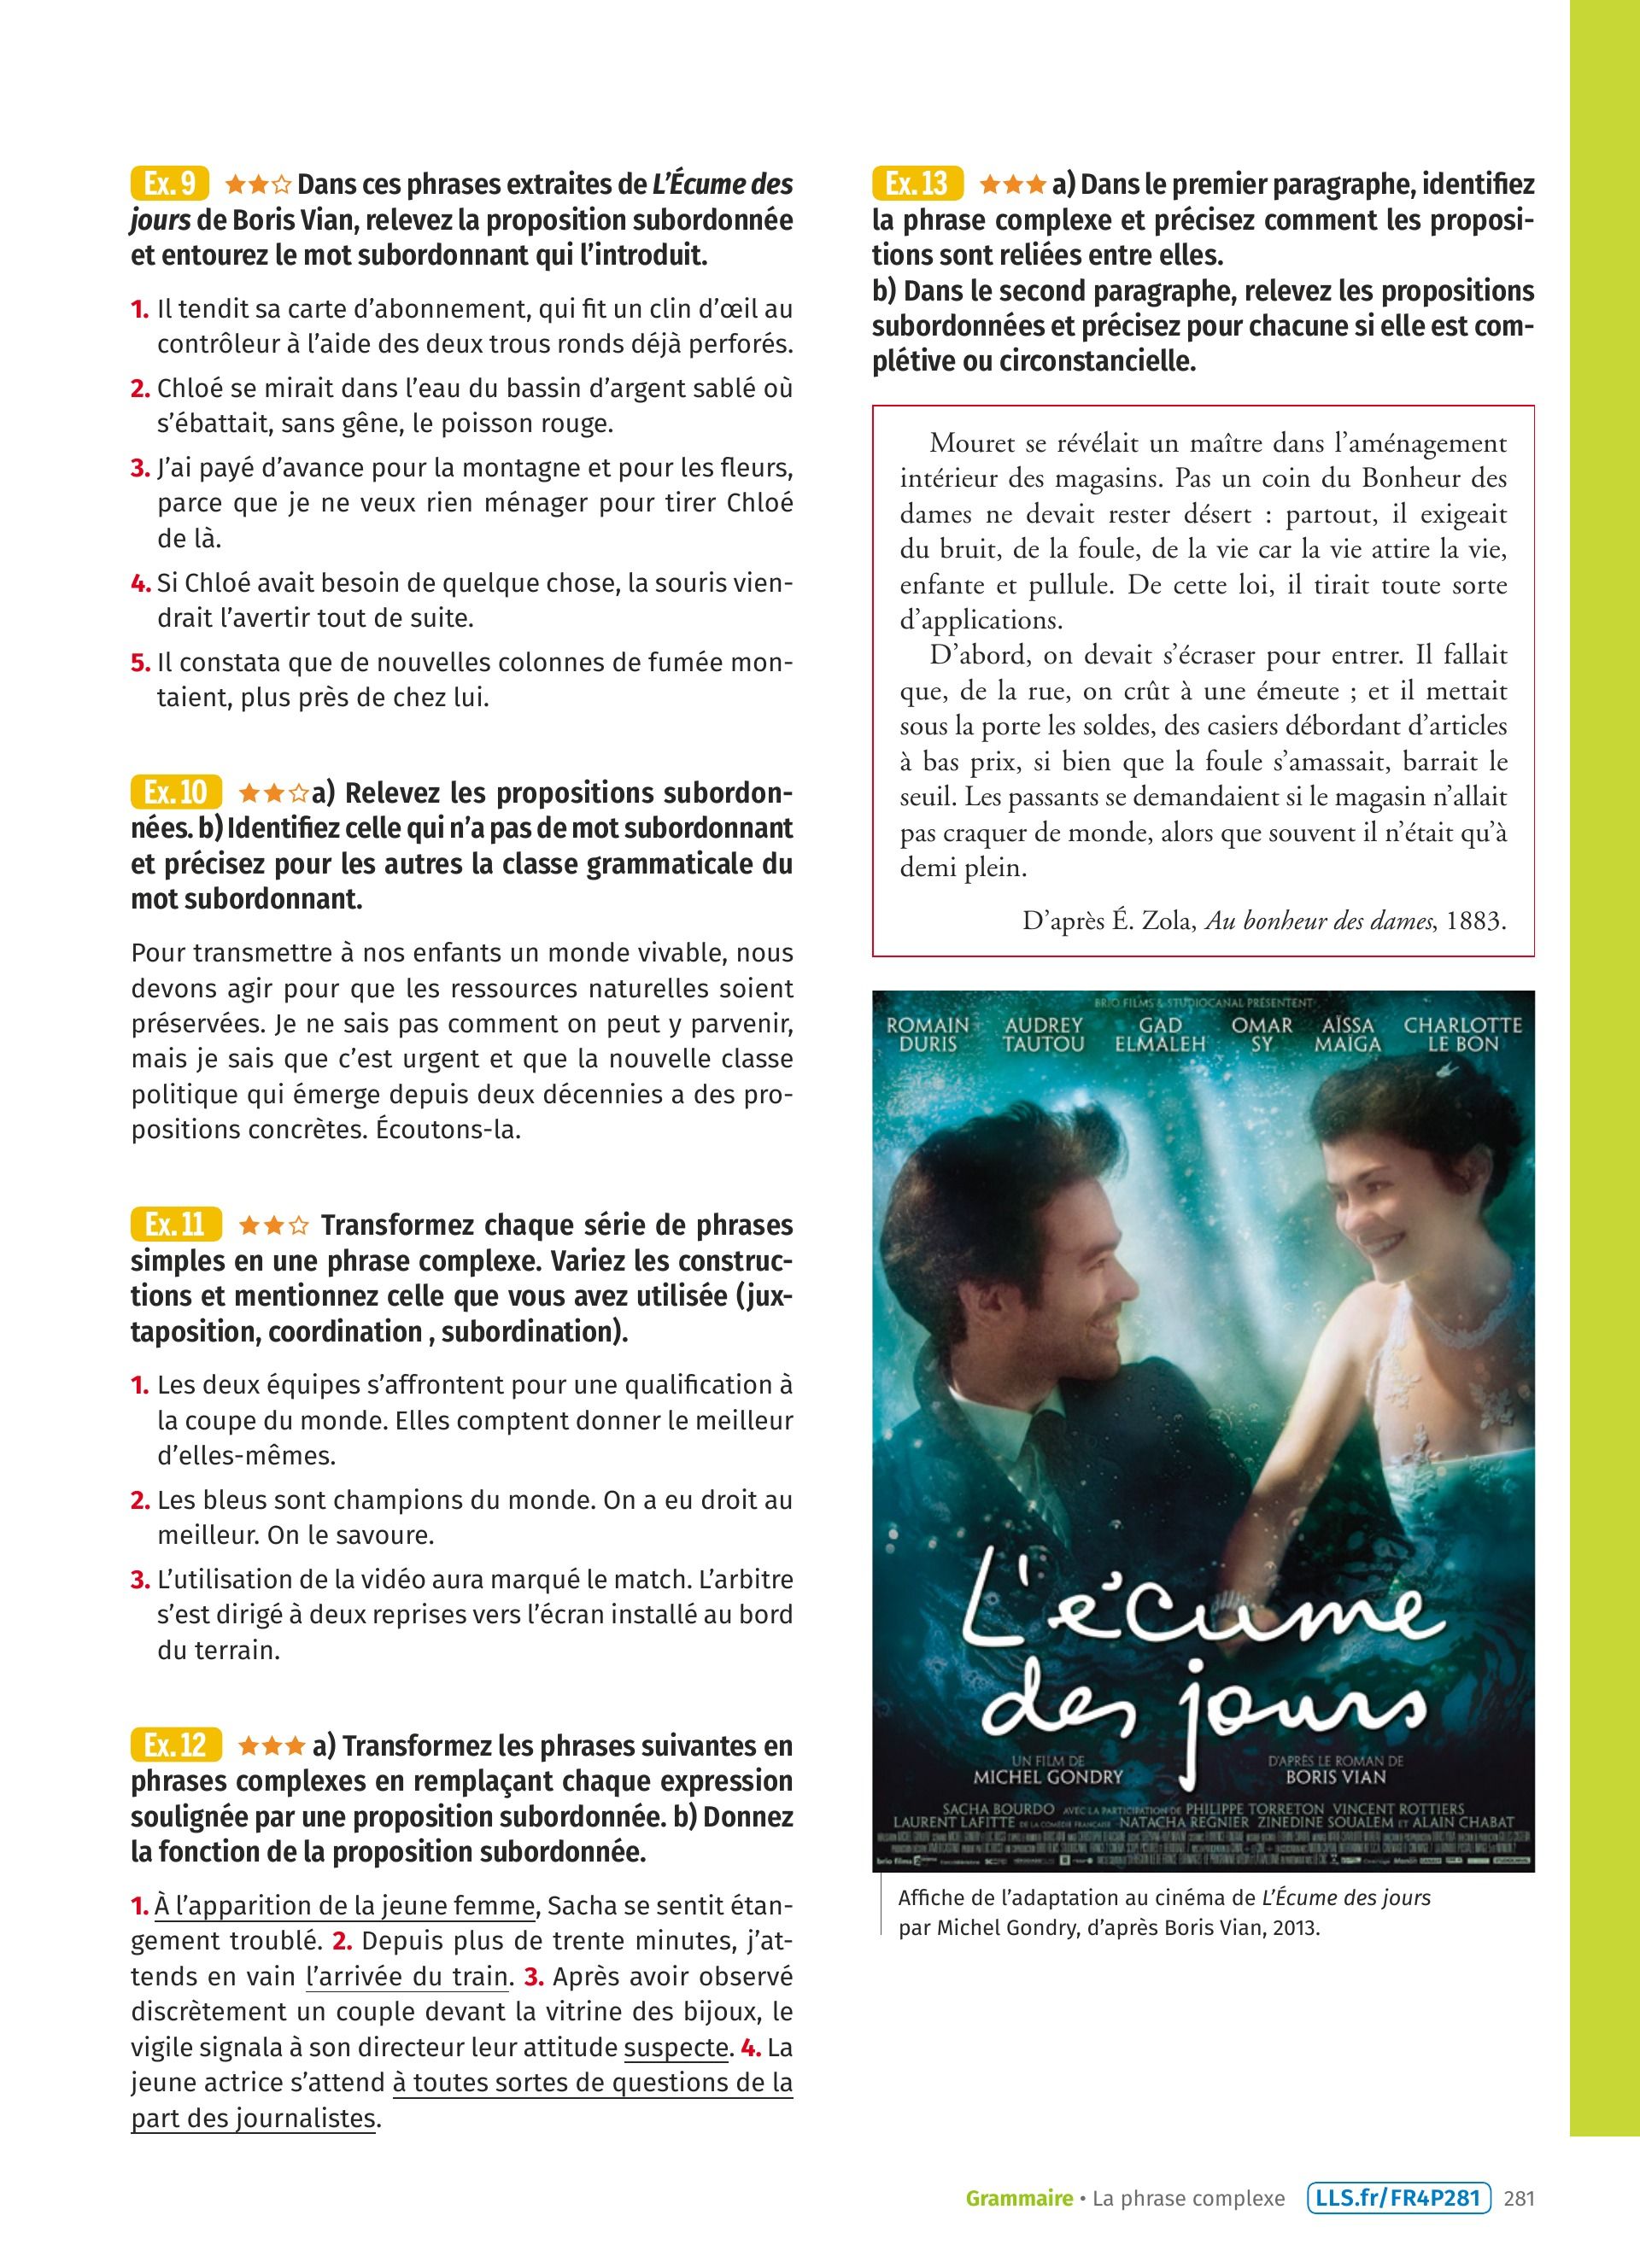 Ex. 9 ★★☆ Dans ces phrases extraites de L’Écume des
jours de Boris Vian, relevez la proposition subordonnée
et entourez le mot subordonnant qui l’introduit.
1. Il tendit sa carte d’abonnement, qui fit un clin d’œil au
contrôleur à l’aide des deux trous ronds déjà perforés.
2. Chloé se mirait dans l’eau du bassin d’argent sablé où
s’ébattait, sans gêne, le poisson rouge.
3. J’ai payé d’avance pour la montagne et pour les fleurs,
parce que je ne veux rien ménager pour tirer Chloé
de là.
4. Si Chloé avait besoin de quelque chose, la souris vien-
drait l’avertir tout de suite.
5. Il constata que de nouvelles colonnes de fumée mon-
taient, plus près de chez lui.
Ex. 10 ★★☆ a) Relevez les propositions subordon-
nées. b) Identifiez celle qui n’a pas de mot subordonnant
et précisez pour les autres la classe grammaticale du
mot subordonnant.
Pour transmettre à nos enfants un monde vivable, nous
devons agir pour que les ressources naturelles soient
préservées. Je ne sais pas comment on peut y parvenir,
mais je sais que c’est urgent et que la nouvelle classe
politique qui émerge depuis deux décennies a des pro-
positions concrètes. Écoutons-la.
Ex. 11 ★★☆ Transformez chaque série de phrases
simples en une phrase complexe. Variez les construc-
tions et mentionnez celle que vous avez utilisée (jux-
taposition, coordination , subordination).
1. Les deux équipes s’affrontent pour une qualification à
la coupe du monde. Elles comptent donner le meilleur
d’elles-mêmes.
2. Les bleus sont champions du monde. On a eu droit au
meilleur. On le savoure.
3. L’utilisation de la vidéo aura marqué le match. L’arbitre
s’est dirigé à deux reprises vers l’écran installé au bord
du terrain.
Ex. 12 ★★★ a) Transformez les phrases suivantes en
phrases complexes en remplaçant chaque expression
soulignée par une proposition subordonnée. b) Donnez
la fonction de la proposition subordonnée.
1. À l’apparition de la jeune femme, Sacha se sentit étan-
gement troublé. 2. Depuis plus de trente minutes, j’at-
tends en vain l’arrivée du train. 3. Après avoir observé
discrètement un couple devant la vitrine des bijoux, le
vigile signala à son directeur leur attitude suspecte. 4. La
jeune actrice s’attend à toutes sortes de questions de la
part des journalistes.
Ex. 13 ★★★ a) Dans le premier paragraphe, identifiez
la phrase complexe et précisez comment les proposi-
tions sont reliées entre elles.
b) Dans le second paragraphe, relevez les propositions
subordonnées et précisez pour chacune si elle est com-
plétive ou circonstancielle.
Mouret se révélait un maître dans l’aménagement
intérieur des magasins. Pas un coin du Bonheur des
dames ne devait rester désert : partout, il exigeait
du bruit, de la foule, de la vie car la vie attire la vie,
enfante et pullule. De cette loi, il tirait toute sorte
d’applications.
D’abord, on devait s’écraser pour entrer. Il fallait
que, de la rue, on crût à une émeute ; et il mettait
sous la porte les soldes, des casiers débordant d’articles
à bas prix, si bien que la foule s’amassait, barrait le
seuil. Les passants se demandaient si le magasin n’allait
pas craquer de monde, alors que souvent il n’était qu’à
demi plein.
D’après É. Zola, Au bonheur des dames, 1883.
BRIO FILMS & STUDIOCANAL PRÉSENTENT
ROMAIN DURIS AUDREY TAUTOU GAD ELMALEH OMAR SY AÏSSA MAIGA CHARLOTTE LE BON
L'écume
des jours
UN FILM DE
MICHEL GONDRY
D'APRÈS LE ROMAN DE
BORIS VIAN
SACHA BOURDO AVEC LA PARTICIPATION DE PHILIPPE TORRETON VINCENT ROTTIERS
LAURENT LAFITTE DE LA COMÉDIE FRANÇAISE NATACHA REGNIER ZINEDINE SOUALEM ET ALAIN CHABAT
Affiche de l’adaptation au cinéma de L’Écume des jours
par Michel Gondry, d’après Boris Vian, 2013.
Grammaire • La phrase complexe LLS.fr/FR4P281 281